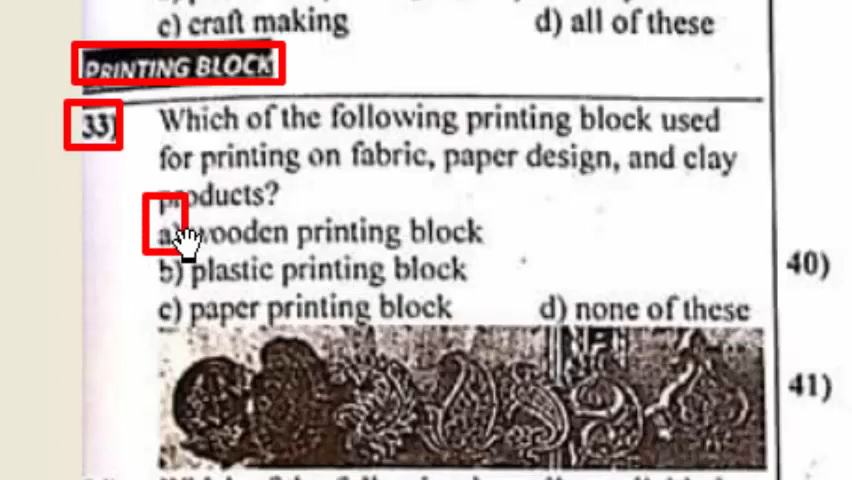 c) craft making d) all of these
PRINTING BLOCK
33) Which of the following printing block used
for printing on fabric, paper design, and clay
products?
a) wooden printing block
b) plastic printing block
40)
c) paper printing block d) none of these
41)